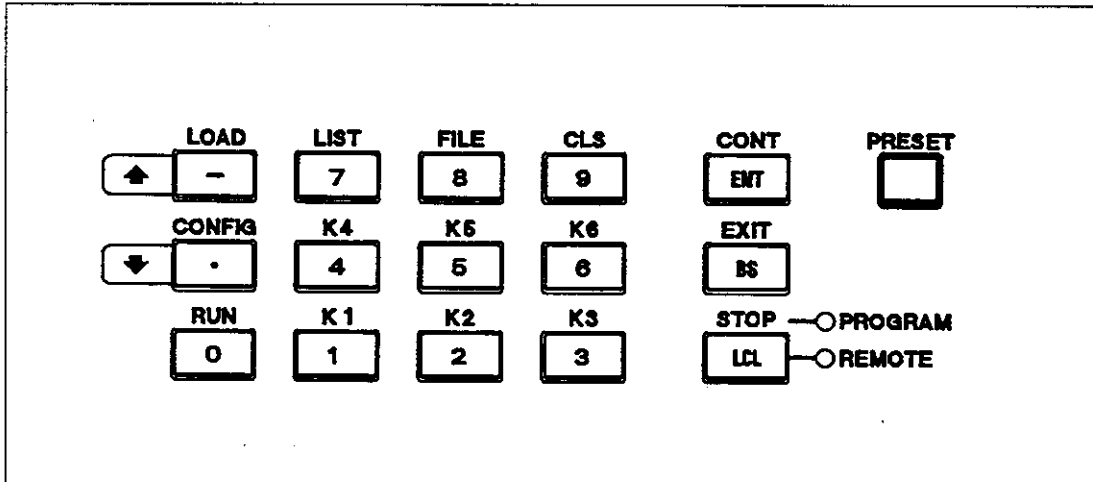 LOAD LIST FILE CLS CONT PRESET
- 7 8 9 ENT
CONFIG K4 K5 K6 EXIT
. 4 5 6 BS
RUN K1 K2 K3 STOP PROGRAM
0 1 2 3 LCL REMOTE